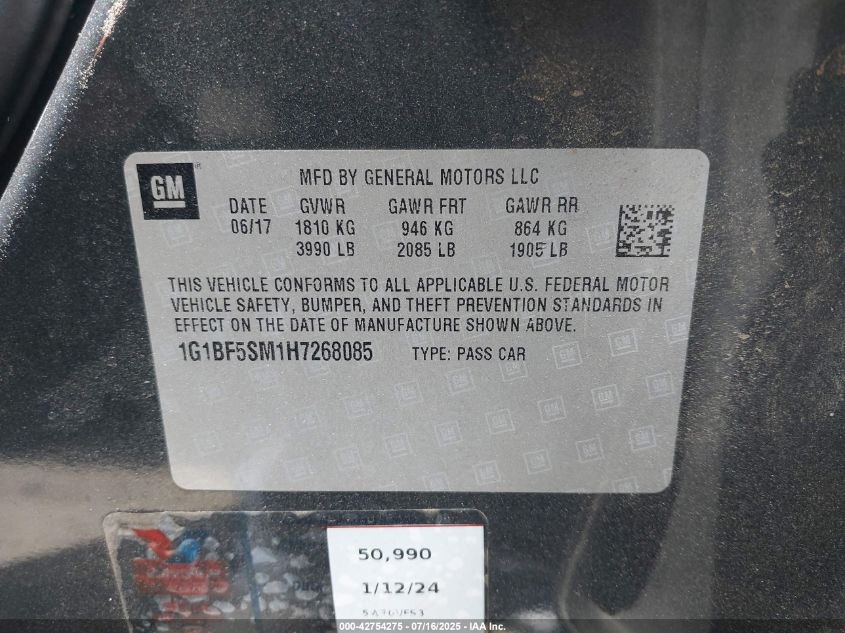 GM
MFD BY GENERAL MOTORS LLC
DATE GVWR GAWR FRT GAWR RR
06/17 1810 KG 946 KG 864 KG
3990 LB 2085 LB 1905 LB
THIS VEHICLE CONFORMS TO ALL APPLICABLE U.S. FEDERAL MOTOR
VEHICLE SAFETY, BUMPER, AND THEFT PREVENTION STANDARDS IN
EFFECT ON THE DATE OF MANUFACTURE SHOWN ABOVE.
1G1BF5SM1H7268085 TYPE: PASS CAR
50,990
1/12/24
000-42754275 - 07/16/2025 - IAA Inc.